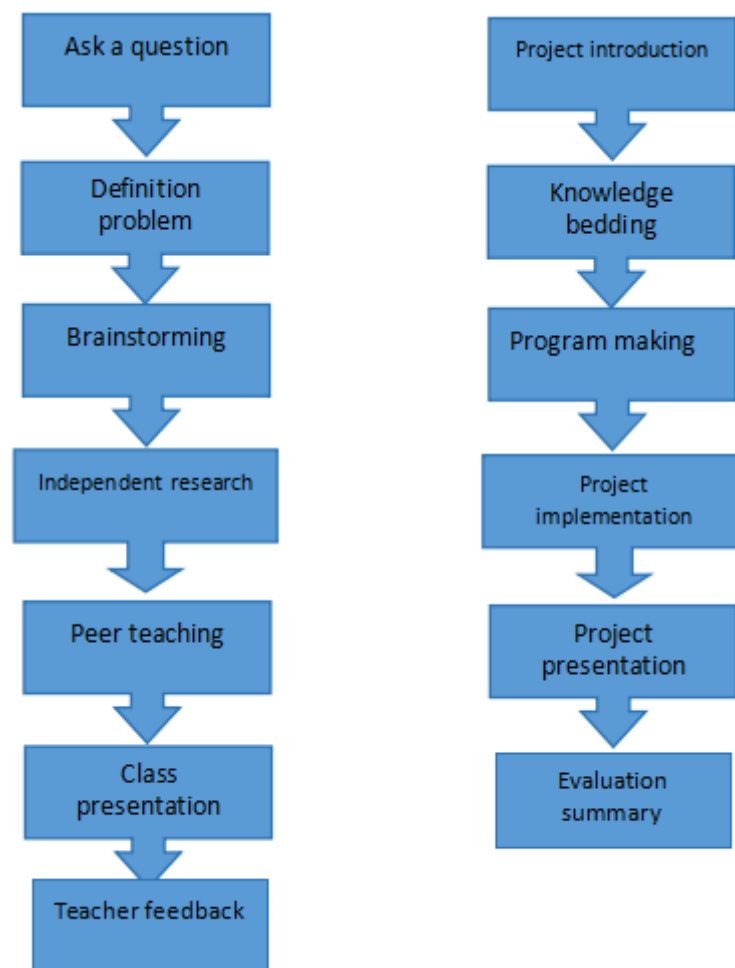 Ask a question
Definition
problem
Brainstorming
Independent research
Peer teaching
Class
presentation
Teacher feedback
Project introduction
Knowledge
bedding
Program making
Project
implementation
Project
presentation
Evaluation
summary